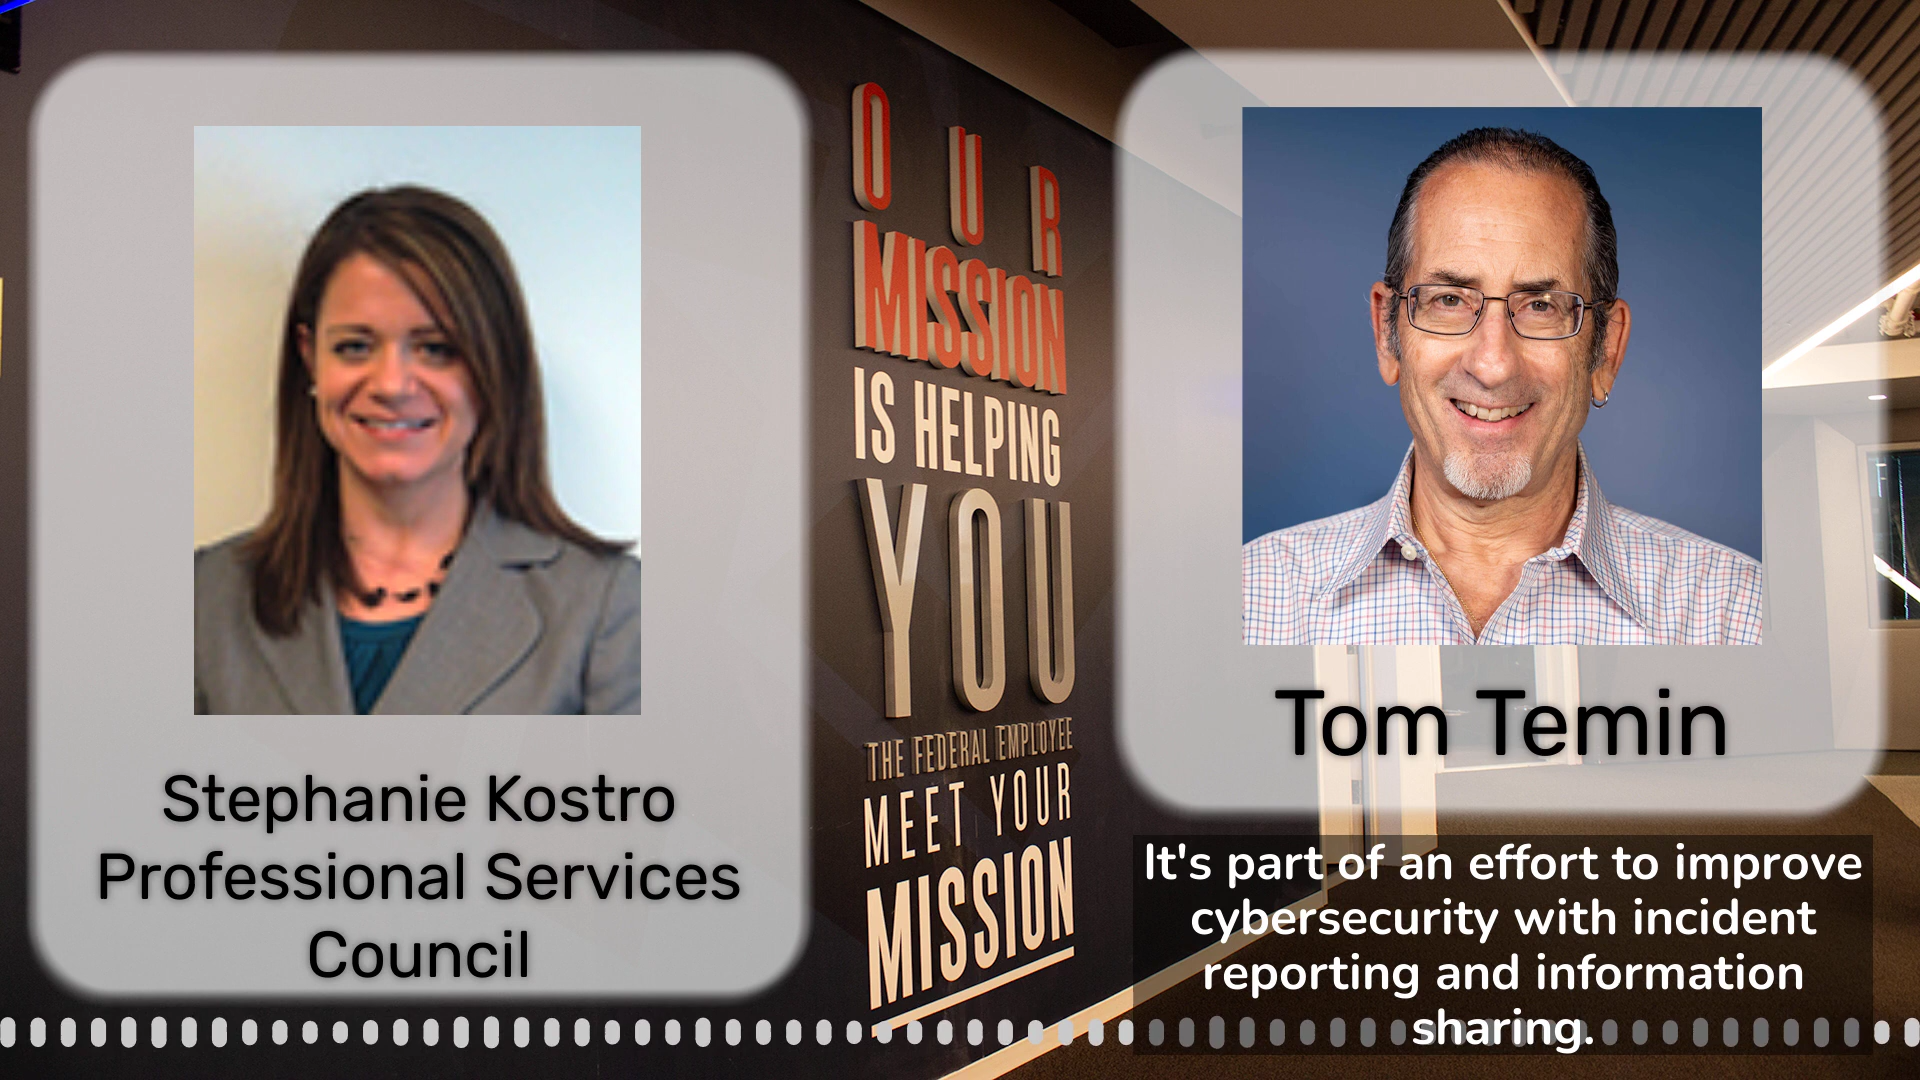 Stephanie Kostro
Professional Services
Council
OUR
MISSION
IS HELPING
YOU
THE FEDERAL EMPLOYEE
MEET YOUR
MISSION
Tom Temin
It's part of an effort to improve
cybersecurity with incident
reporting and information
sharing.